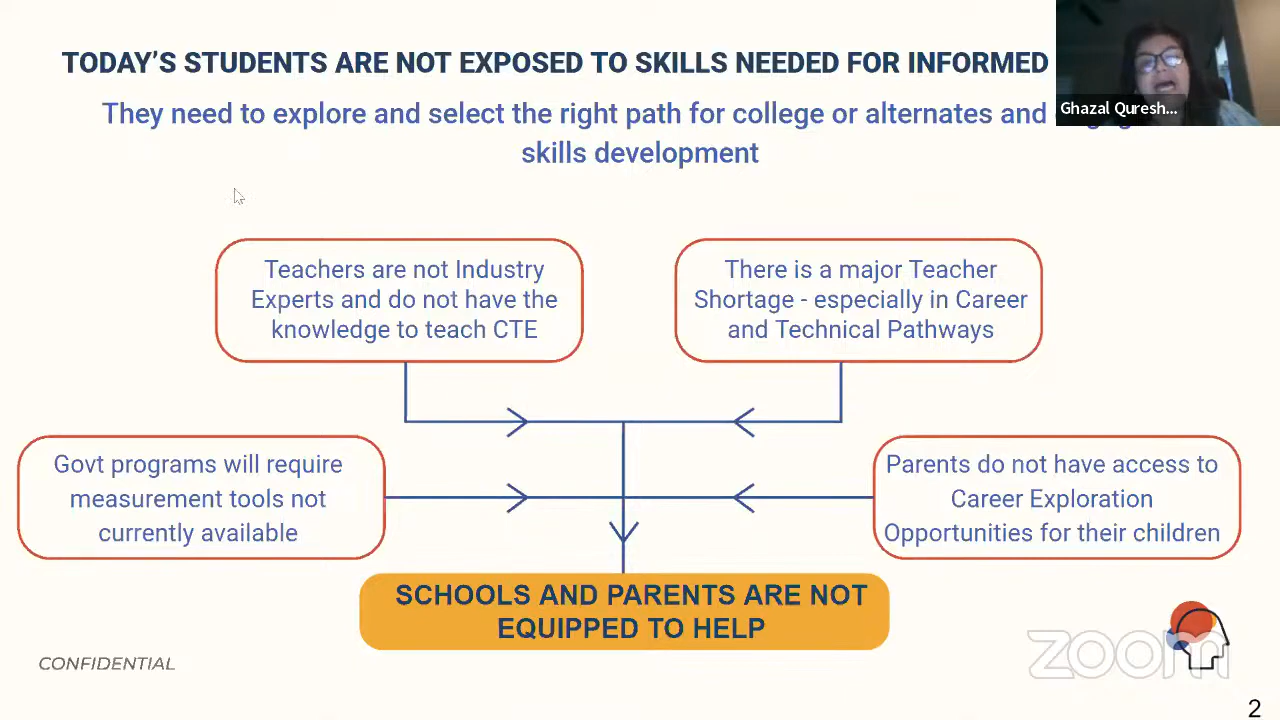 TODAY'S STUDENTS ARE NOT EXPOSED TO SKILLS NEEDED FOR INFORMED
They need to explore and select the right path for college or alternates and
skills development
Ghazal Quresh...
Teachers are not Industry
Experts and do not have the
knowledge to teach CTE
There is a major Teacher
Shortage - especially in Career
and Technical Pathways
Govt programs will require
measurement tools not
currently available
Parents do not have access to
Career Exploration
Opportunities for their children
SCHOOLS AND PARENTS ARE NOT
EQUIPPED TO HELP
CONFIDENTIAL
zoom
2